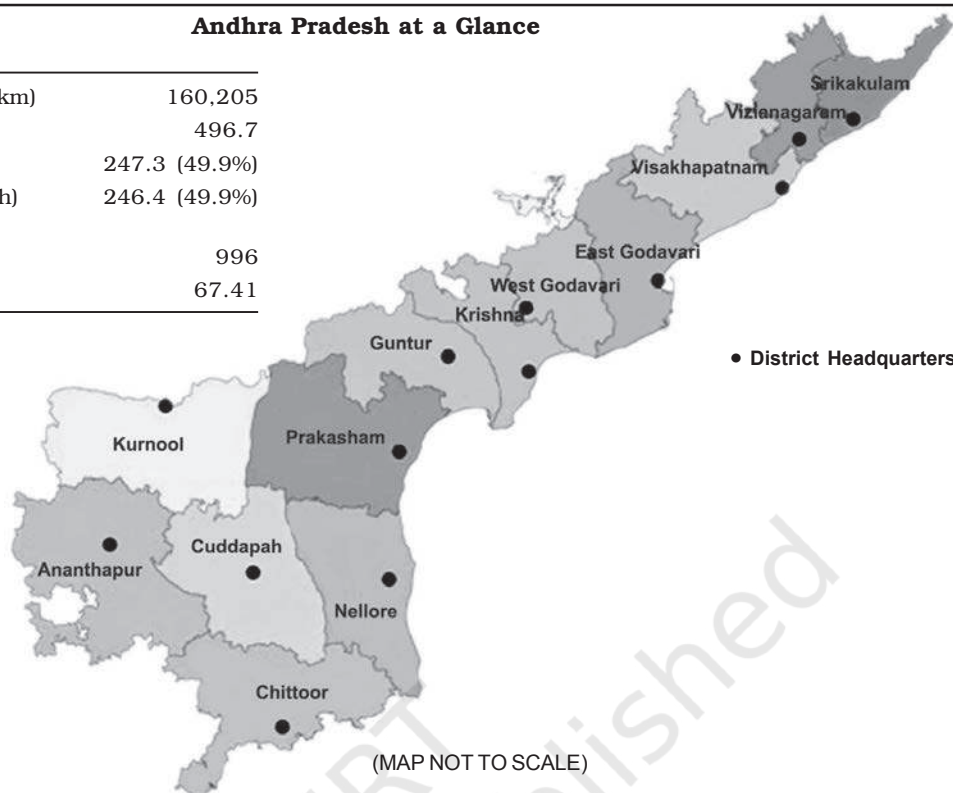 Andhra Pradesh at a Glance
km) 160,205
496.7
247.3 (49.9%)
h) 246.4 (49.9%)
996
67.41
Srikakulam
Vizianagaram
Visakhapatnam
East Godavari
West Godavari
Krishna
Guntur
• District Headquarters
Prakasham
Kurnool
Cuddapah
Ananthapur
Nellore
Chittoor
(MAP NOT TO SCALE)